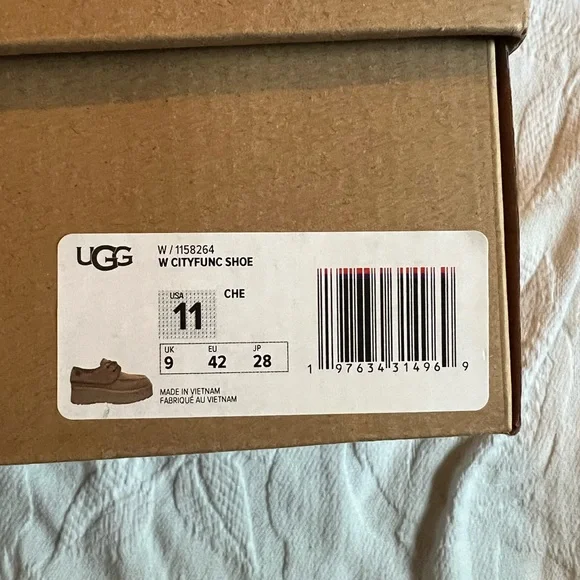 UGG
W / 1158264
W CITYFUNC SHOE
USA
11
CHE
UK EU JP
9 42 28
MADE IN VIETNAM
FABRIQUÉ AU VIETNAM
1 97634 31496 9